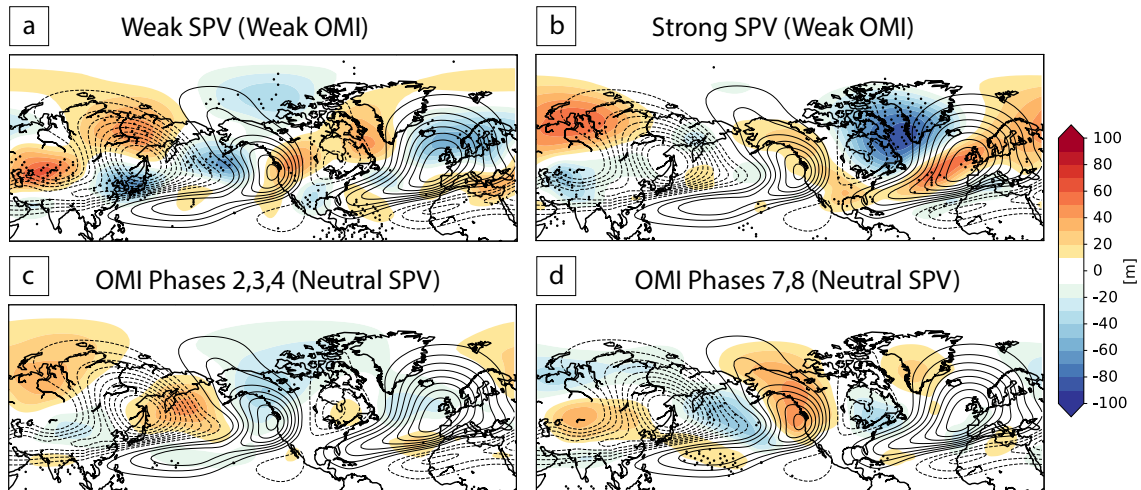 a Weak SPV (Weak OMI)
b Strong SPV (Weak OMI)
c OMI Phases 2,3,4 (Neutral SPV)
d OMI Phases 7,8 (Neutral SPV)
100
80
60
40
20
0
-20
-40
-60
-80
-100
[m]